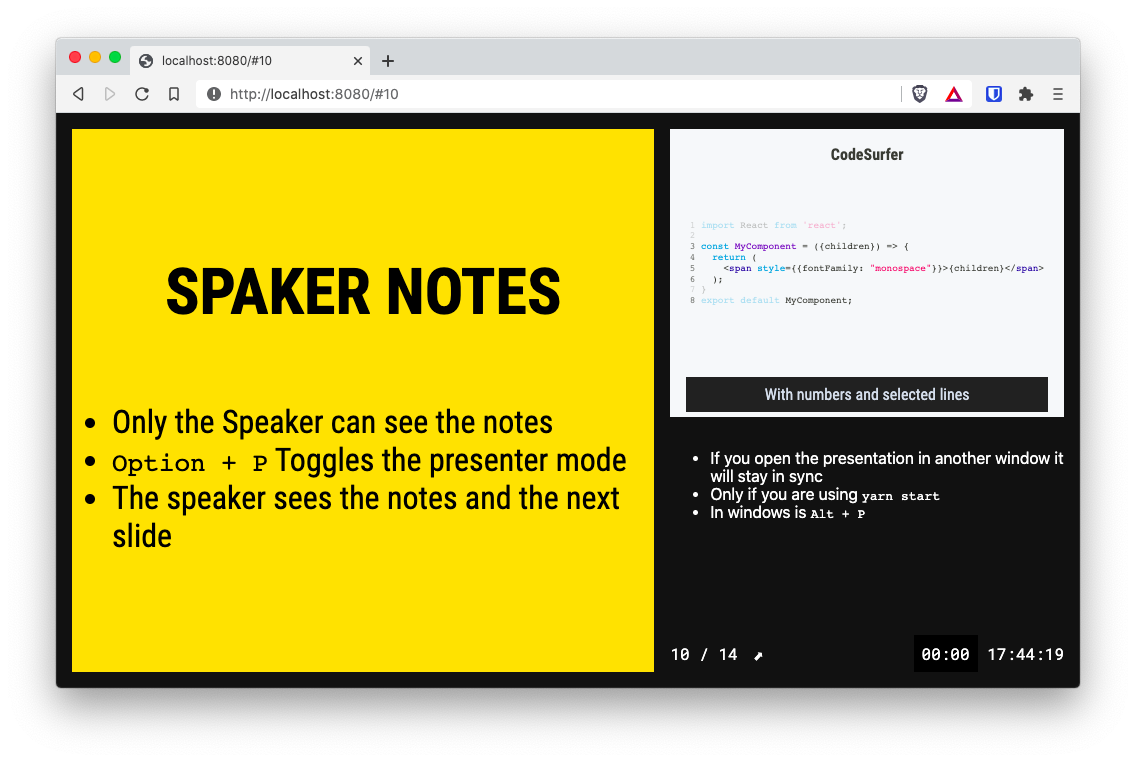 localhost:8080/#10
http://localhost:8080/#10
SPAKER NOTES
• Only the Speaker can see the notes
• Option + P Toggles the presenter mode
• The speaker sees the notes and the next
slide
CodeSurfer
1 import React from 'react';
2
3 const MyComponent = ({children}) => {
4   return (
5     <span style={{fontFamily: "monospace"}}>{children}</span>
6   );
7 }
8 export default MyComponent;
With numbers and selected lines
• If you open the presentation in another window it
will stay in sync
• Only if you are using yarn start
• In windows is Alt + P
10 / 14
00:00
17:44:19